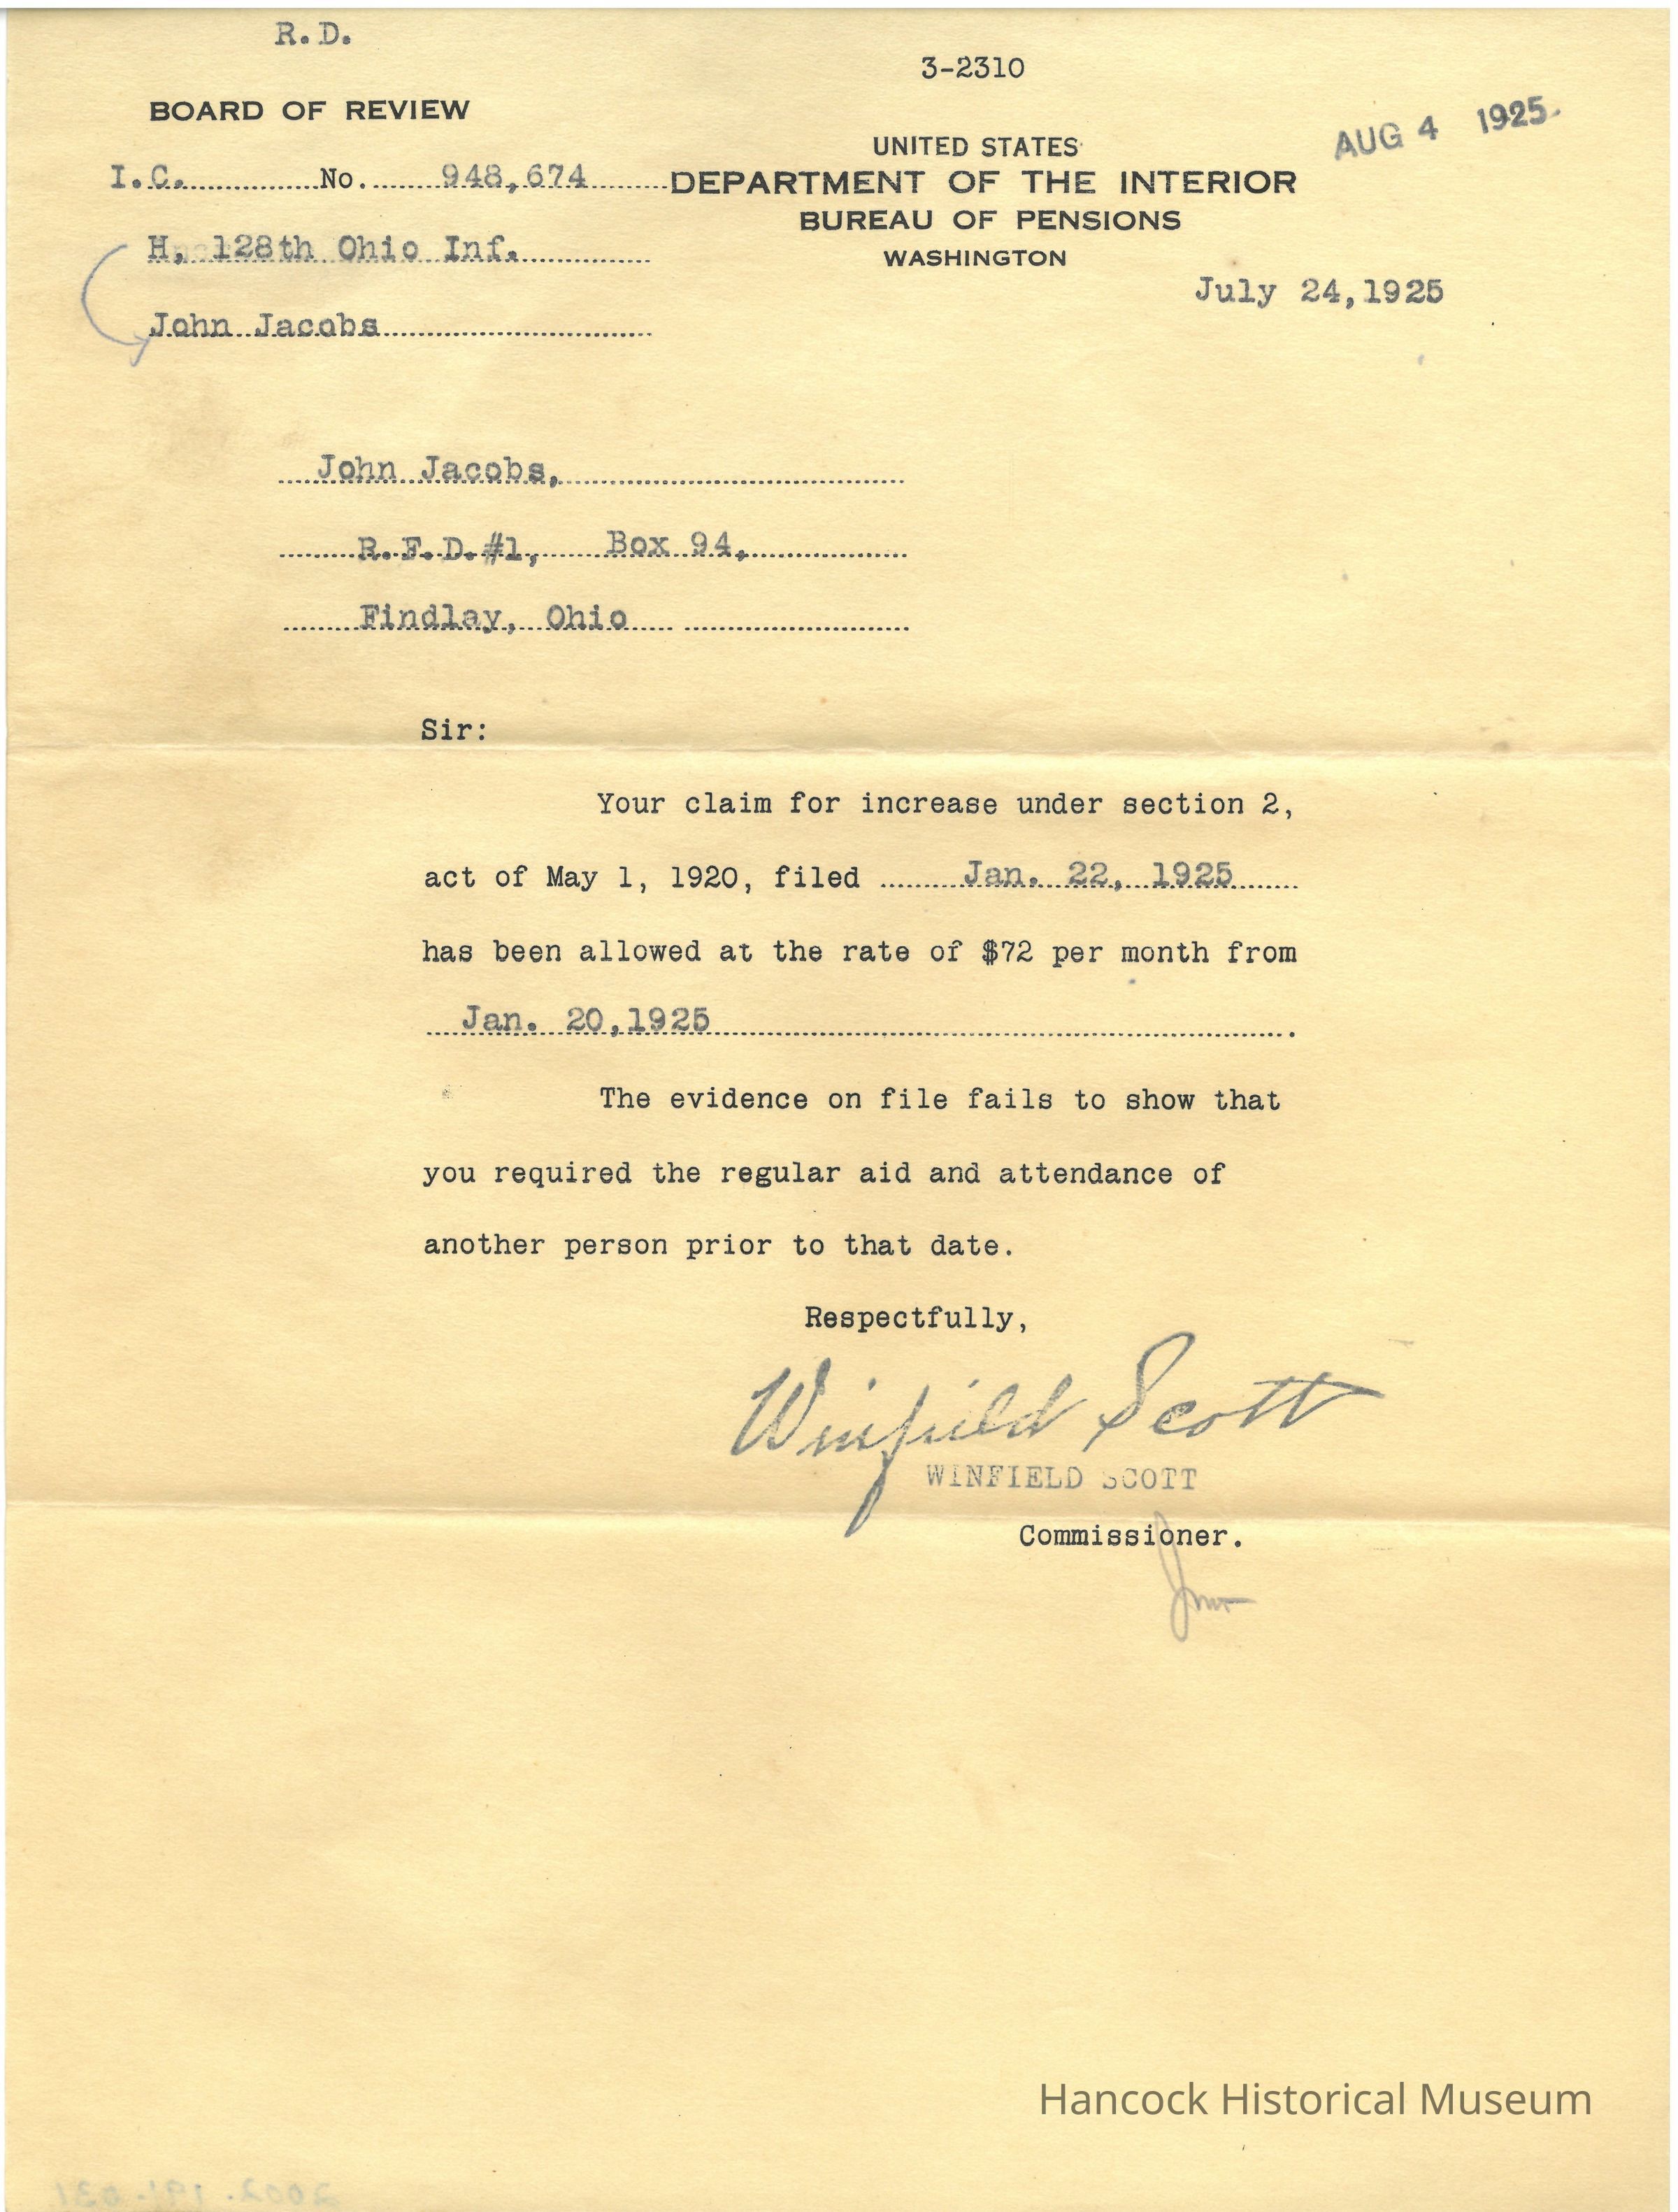 R.D.
3-2310
BOARD OF REVIEW
AUG 4 1925
UNITED STATES
I.C. No. 948,674
DEPARTMENT OF THE INTERIOR
BUREAU OF PENSIONS
H, 128th Ohio Inf.
WASHINGTON
July 24,1925
John Jacobs
John Jacobs,
R.F.D.#1, Box 94,
Findlay, Ohio
Sir:
Your claim for increase under section 2,
act of May 1, 1920, filed Jan. 22, 1925
has been allowed at the rate of $72 per month from
Jan. 20,1925.
The evidence on file fails to show that
you required the regular aid and attendance of
another person prior to that date.
Respectfully,
Winfield Scott
WINFIELD SCOTT
Commissioner.
Hancock Historical Museum